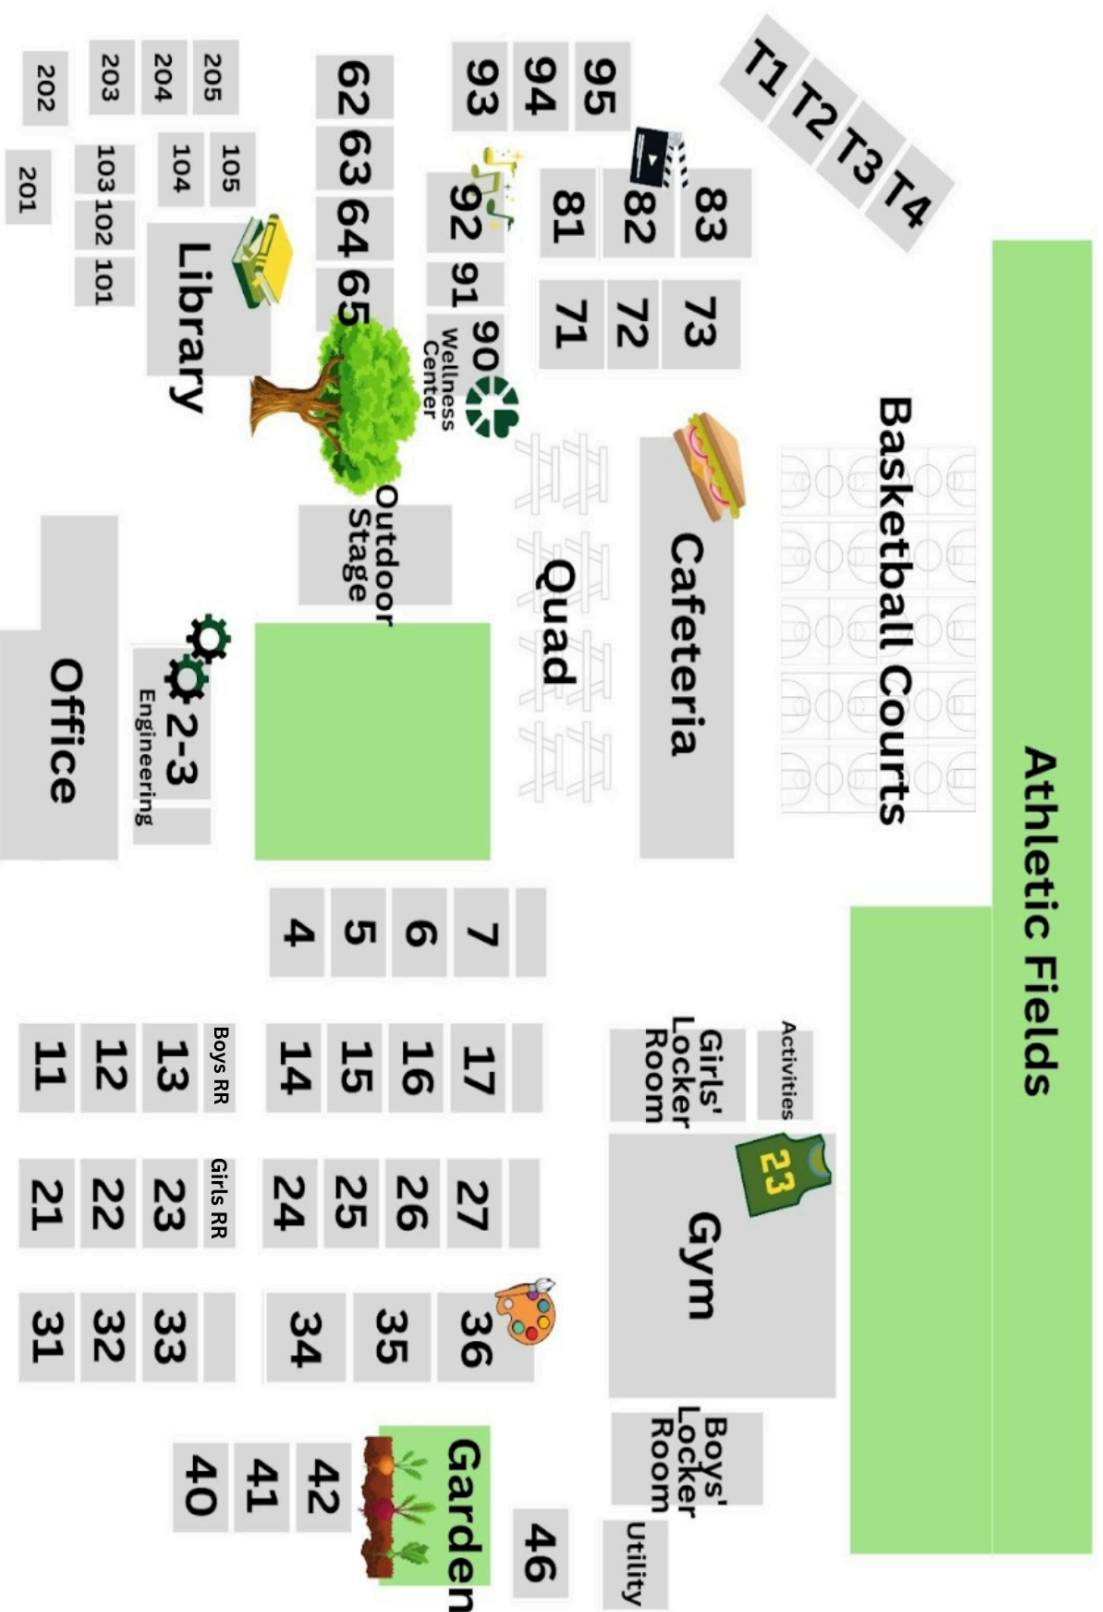 Athletic Fields
T4
T3
T2
T1
Basketball Courts
Activities
23
Gym
Girls'
Locker
Room
Boys'
Locker
Room
Utility
83
82
81
73
72
71
Cafeteria
Quad
95
94
93
92
91
90
Wellness
Center
46
Garden
7
6
5
4
17
16
15
14
27
26
25
24
36
35
34
42
41
40
62
63
64
65
Outdoor
Stage
Library
205
204
203
202
105
104
103
102
101
201
2-3
Engineering
Office
Boys RR
13
12
11
Girls RR
23
22
21
33
32
31